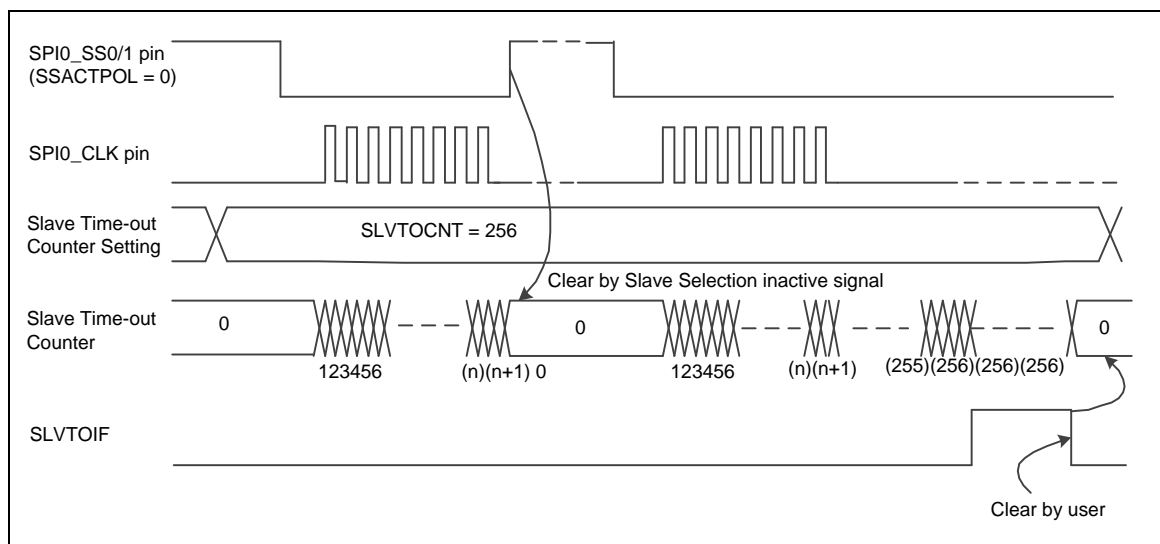 SPI0_SS0/1 pin
(SSACTPOL = 0)
SPI0_CLK pin
Slave Time-out
Counter Setting
SLVTOCNT = 256
Clear by Slave Selection inactive signal
Slave Time-out
Counter
0
0
0
123456
(n)(n+1) 0
123456
(n)(n+1)
(255)(256)(256)(256)
SLVTOIF
Clear by user